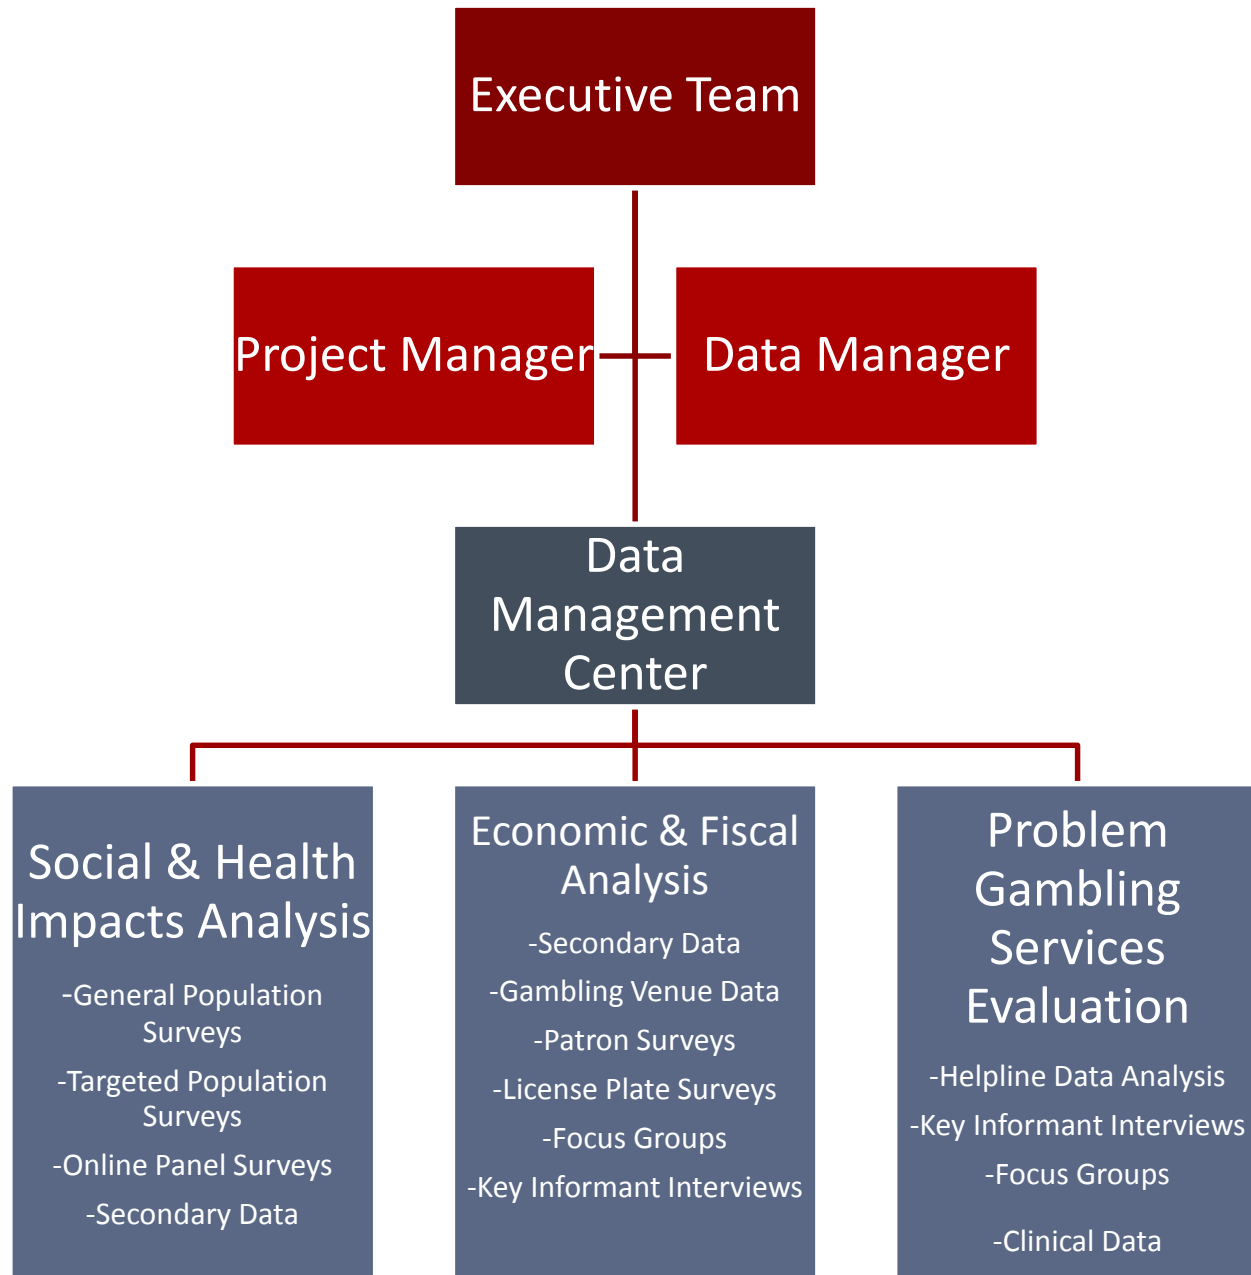 Executive Team
Project Manager
Data Manager
Data
Management
Center
Social & Health
Impacts Analysis
-General Population
Surveys
-Targeted Population
Surveys
-Online Panel Surveys
-Secondary Data
Economic & Fiscal
Analysis
-Secondary Data
-Gambling Venue Data
-Patron Surveys
-License Plate Surveys
-Focus Groups
-Key Informant Interviews
Problem
Gambling
Services
Evaluation
-Helpline Data Analysis
-Key Informant Interviews
-Focus Groups
-Clinical Data